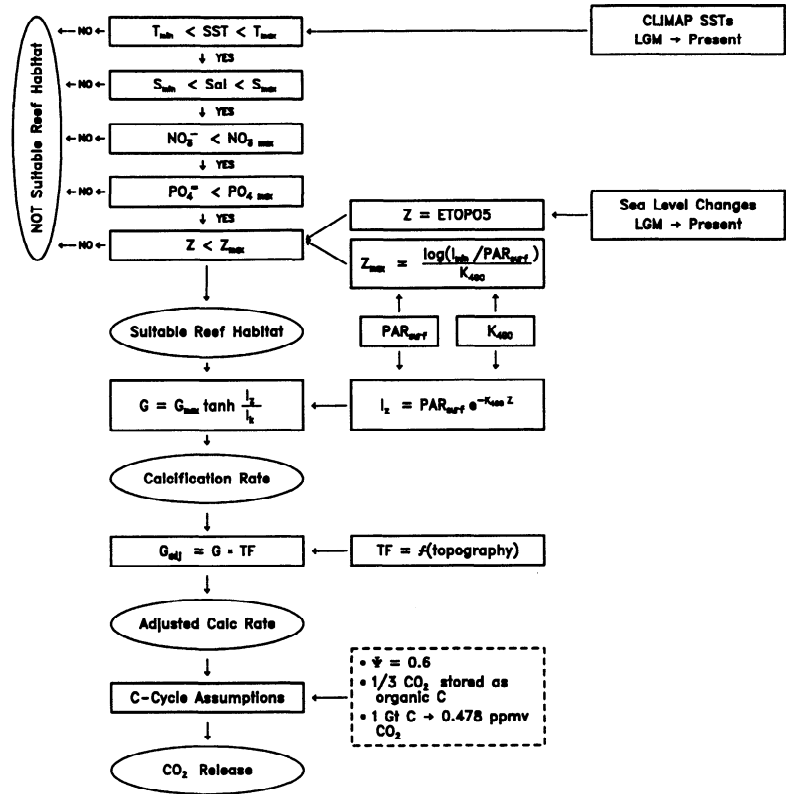 T_min < SST < T_max
NO
CLIMAP SSTs
LGM → Present
YES
S_min < Sal < S_max
NO
YES
NO₃⁻ < NO₃ max
NO
YES
PO₄⁼ < PO₄ max
NO
YES
Z < Z_max
NO
NOT Suitable Reef Habitat
Z = ETOPO5
Sea Level Changes
LGM → Present
Z_max = log(I_min/PAR_surf) / K₄₉₀
PAR_surf
K₄₉₀
Suitable Reef Habitat
G = G_max tanh I_z / I_k
I_z = PAR_surf e^(-K₄₉₀ Z)
Calcification Rate
G_adj = G · TF
TF = f(topography)
Adjusted Calc Rate
C-Cycle Assumptions
• Ψ = 0.6
• 1/3 CO₂ stored as
organic C
• 1 Gt C → 0.478 ppmv
CO₂
CO₂ Release